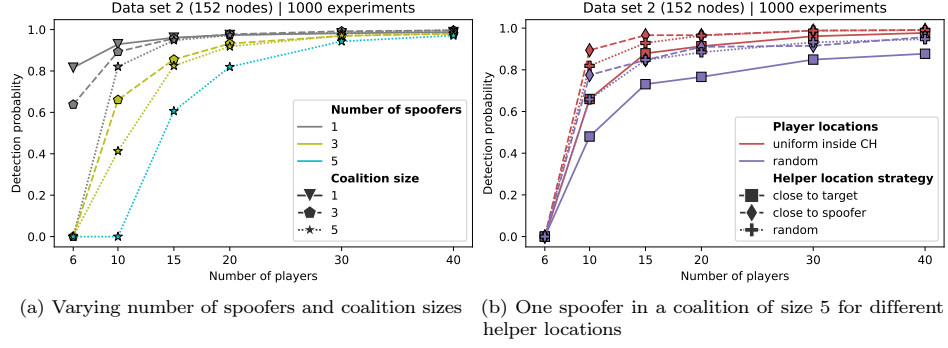 Data set 2 (152 nodes) | 1000 experiments
Detection probability
1.0
0.8
0.6
0.4
0.2
0.0
Number of spoofers
1
3
5
Coalition size
1
3
5
6 10 15 20 30 40
Number of players
(a) Varying number of spoofers and coalition sizes
Data set 2 (152 nodes) | 1000 experiments
Detection probability
1.0
0.8
0.6
0.4
0.2
0.0
Player locations
uniform inside CH
random
Helper location strategy
close to target
close to spoofer
random
6 10 15 20 30 40
Number of players
(b) One spoofer in a coalition of size 5 for different
helper locations